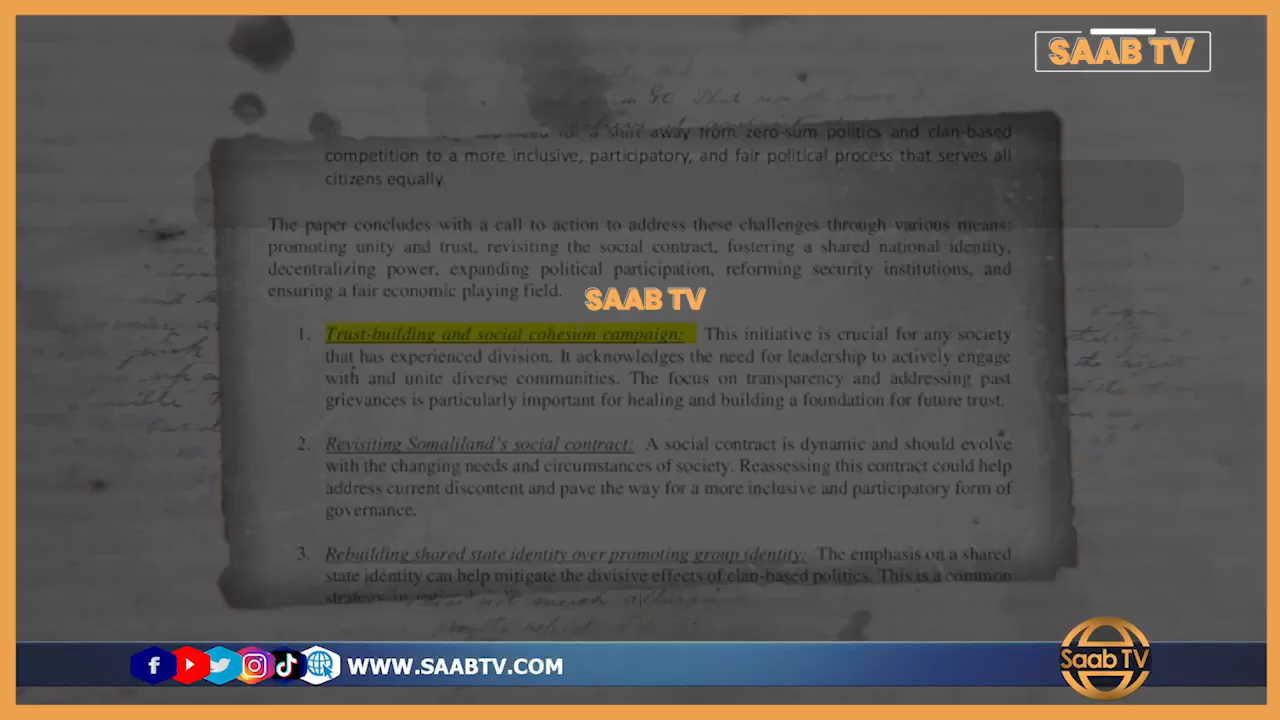 SAAB TV
for a shift away from zero-sum politics and clan-based
competition to a more inclusive, participatory, and fair political process that serves all
citizens equally.
The paper concludes with a call to action to address these challenges through various means:
promoting unity and trust, revisiting the social contract, fostering a shared national identity,
decentralizing power, expanding political participation, reforming security institutions, and
ensuring a fair economic playing field.
SAAB TV
1. Trust-building and social cohesion campaign: This initiative is crucial for any society
that has experienced division. It acknowledges the need for leadership to actively engage
with and unite diverse communities. The focus on transparency and addressing past
grievances is particularly important for healing and building a foundation for future trust.
2. Revisiting Somaliland's social contract: A social contract is dynamic and should evolve
with the changing needs and circumstances of society. Reassessing this contract could help
address current discontent and pave the way for a more inclusive and participatory form of
governance.
3. Rebuilding shared state identity over promoting group identity: The emphasis on a shared
state identity can help mitigate the divisive effects of clan-based politics. This is a common
strategy in
WWW.SAABTV.COM
Saab TV